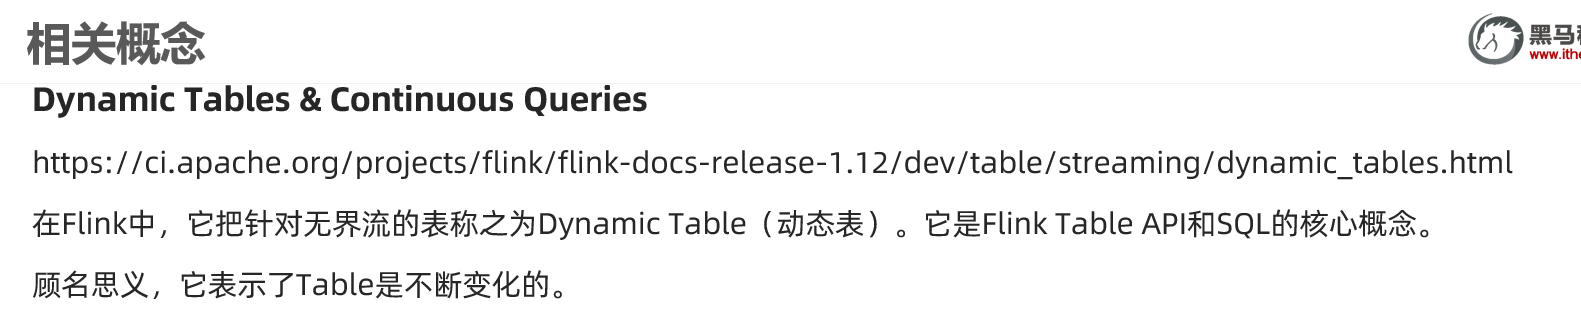 相关概念
黑马
www.ithe
Dynamic Tables & Continuous Queries
https://ci.apache.org/projects/flink/flink-docs-release-1.12/dev/table/streaming/dynamic_tables.html
在Flink中，它把针对无界流的表称之为Dynamic Table（动态表）。它是Flink Table API和SQL的核心概念。
顾名思义，它表示了Table是不断变化的。